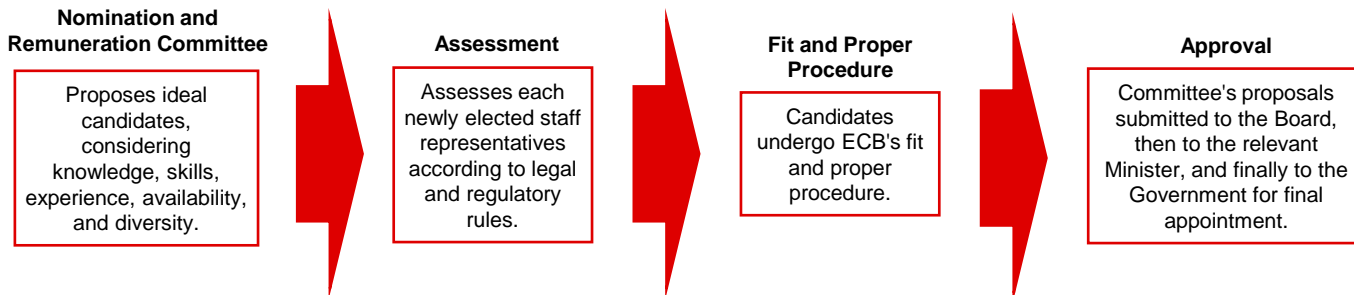 Nomination and
Remuneration Committee
Proposes ideal
candidates,
considering
knowledge, skills,
experience, availability,
and diversity.
Assessment
Assesses each
newly elected staff
representatives
according to legal
and regulatory
rules.
Fit and Proper
Procedure
Candidates
undergo ECB's fit
and proper
procedure.
Approval
Committee's proposals
submitted to the Board,
then to the relevant
Minister, and finally to the
Government for final
appointment.